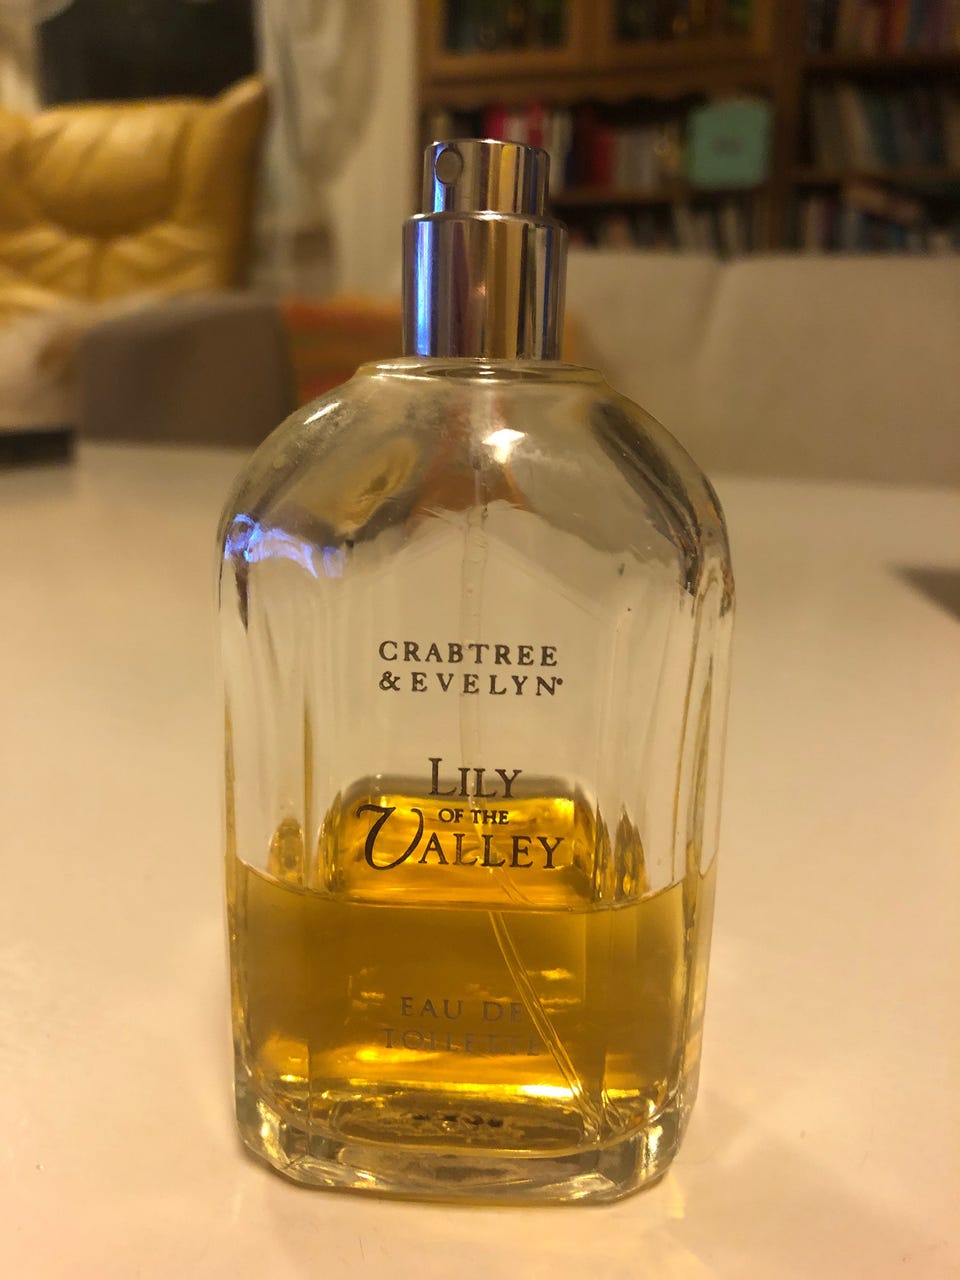 CRABTREE
& EVELYN®
LILY
OF THE
VALLEY
EAU DE
TOILETTE